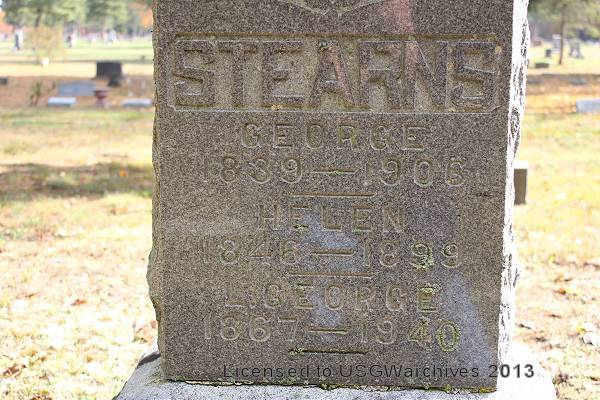 STEARNS
GEORGE
1839—1906
HELEN
1846—1899
L. GEORGE
1867—1940
Licensed to USGWarchives 2013